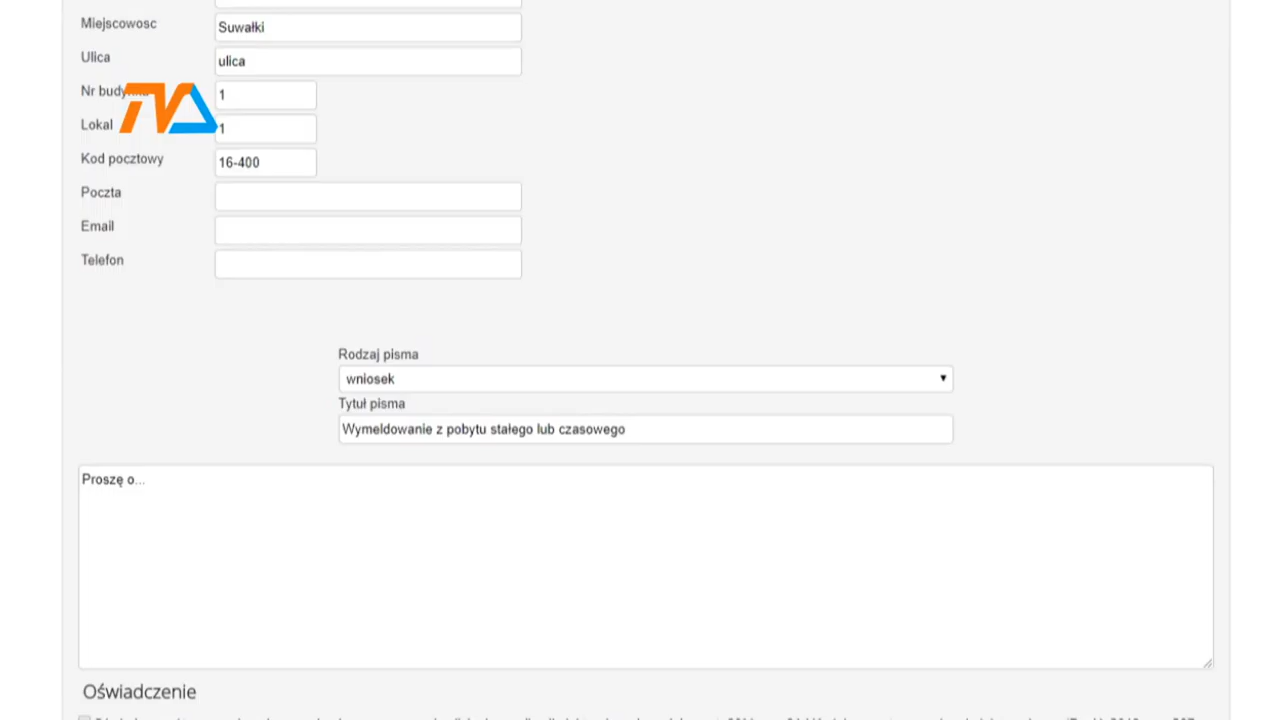 Miejscowosc
Suwałki
Ulica
ulica
Nr
1
Lokal
1
Kod pocztowy
16-400
Poczta
Email
Telefon
Rodzaj pisma
wniosek
Tytuł pisma
Wymeldowanie z pobytu stałego lub czasowego
Proszę o...
Oświadczenie